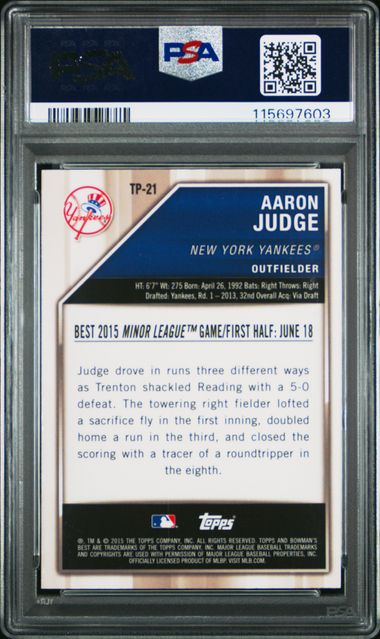 PSA
PSA
115697603
TP-21
AARON
JUDGE
Yankees
NEW YORK YANKEES®
OUTFIELDER
HT: 6'7" Wt: 275 Born: April 26, 1992 Bats: Right Throws: Right
Drafted: Yankees, Rd. 1 – 2013, 32nd Overall Acq: Via Draft
BEST 2015 MINOR LEAGUE™ GAME/FIRST HALF: JUNE 18
Judge drove in runs three different ways
as Trenton shackled Reading with a 5-0
defeat. The towering right fielder lofted
a sacrifice fly in the first inning, doubled
home a run in the third, and closed the
scoring with a tracer of a roundtripper in
the eighth.
Topps
®, ™ & © 2015 THE TOPPS COMPANY, INC. ALL RIGHTS RESERVED. TOPPS AND BOWMAN'S
BEST ARE TRADEMARKS OF THE TOPPS COMPANY, INC. MAJOR LEAGUE BASEBALL TRADEMARKS AND
COPYRIGHTS ARE USED WITH PERMISSION OF MAJOR LEAGUE BASEBALL PROPERTIES, INC.
OFFICIALLY LICENSED PRODUCT OF MLBP. VISIT MLB.COM.